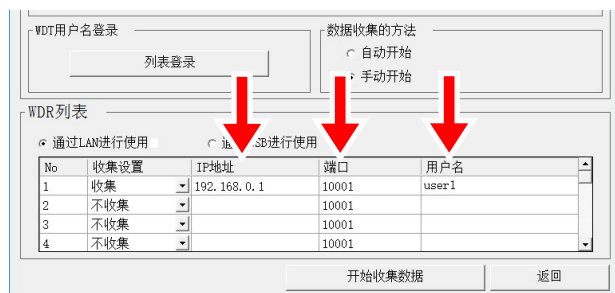 WDT用户名登录
数据收集的方法
列表登录
自动开始
手动开始
WDR列表
通过LAN进行使用
进行使用
No 收集设置 IP地址 端口 用户名
1 收集 192.168.0.1 10001 user1
2 不收集 10001
3 不收集 10001
4 不收集 10001
开始收集数据 返回